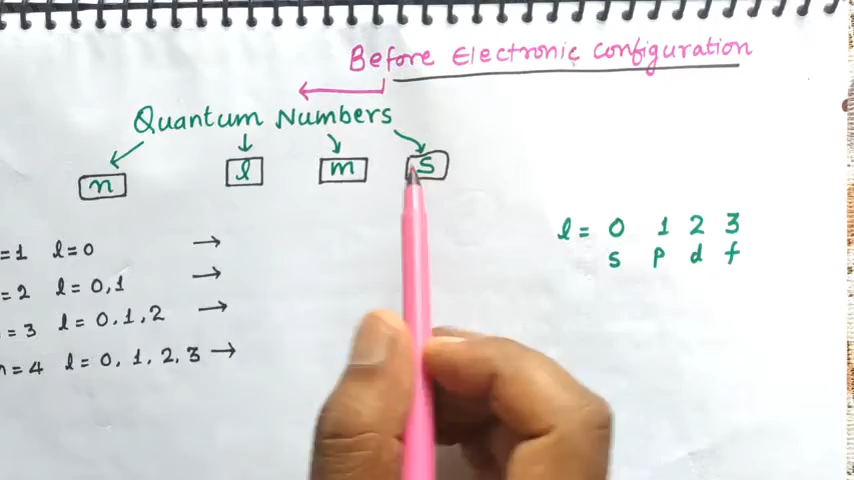 Before Electronic Configuration
Quantum Numbers
n l m s
l = 0 1 2 3
s p d f
=1 l=0 →
=2 l=0,1 →
=3 l=0,1,2 →
n=4 l=0, 1, 2, 3 →